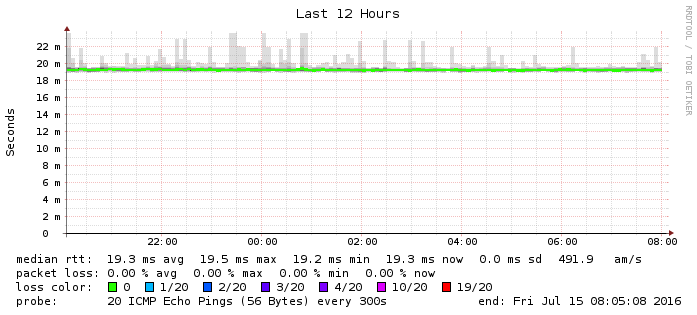 Last 12 Hours
RRDTOOL / TOBI OETIKER
Seconds
22 m
20 m
18 m
16 m
14 m
12 m
10 m
8 m
6 m
4 m
2 m
0
22:00 00:00 02:00 04:00 06:00 08:00
median rtt: 19.3 ms avg 19.5 ms max 19.2 ms min 19.3 ms now 0.0 ms sd 491.9 am/s
packet loss: 0.00 % avg 0.00 % max 0.00 % min 0.00 % now
loss color: 0 1/20 2/20 3/20 4/20 10/20 19/20
probe: 20 ICMP Echo Pings (56 Bytes) every 300s end: Fri Jul 15 08:05:08 2016